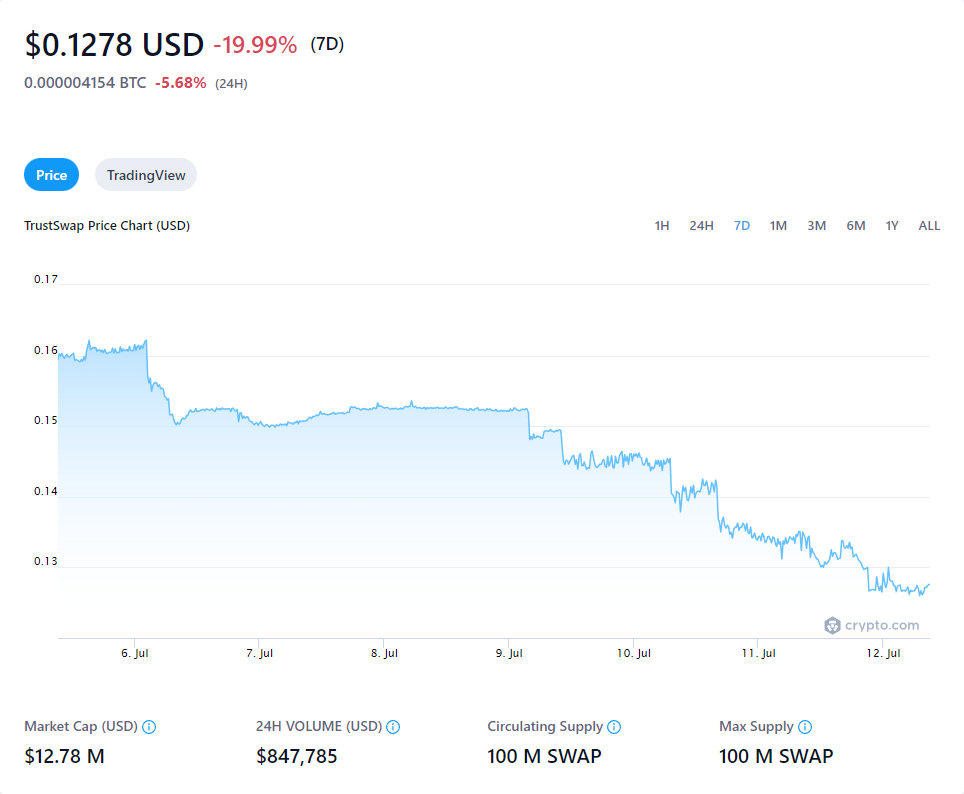 $0.1278 USD -19.99% (7D)
0.000004154 BTC -5.68% (24H)
Price TradingView
TrustSwap Price Chart (USD) 1H 24H 7D 1M 3M 6M 1Y ALL
0.17
0.16
0.15
0.14
0.13
crypto.com
6. Jul 7. Jul 8. Jul 9. Jul 10. Jul 11. Jul 12. Jul
Market Cap (USD) 24H VOLUME (USD) Circulating Supply Max Supply
$12.78 M $847,785 100 M SWAP 100 M SWAP